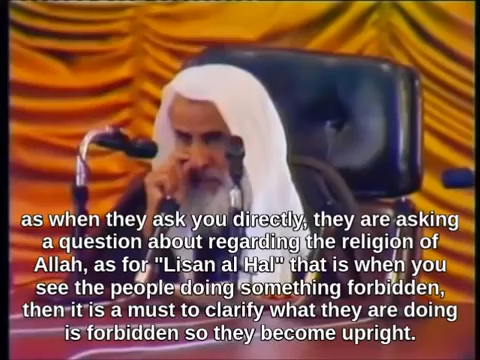 as when they ask you directly, they are asking
a question about regarding the religion of
Allah, as for "Lisan al Hal" that is when you
see the people doing something forbidden,
then it is a must to clarify what they are doing
is forbidden so they become upright.